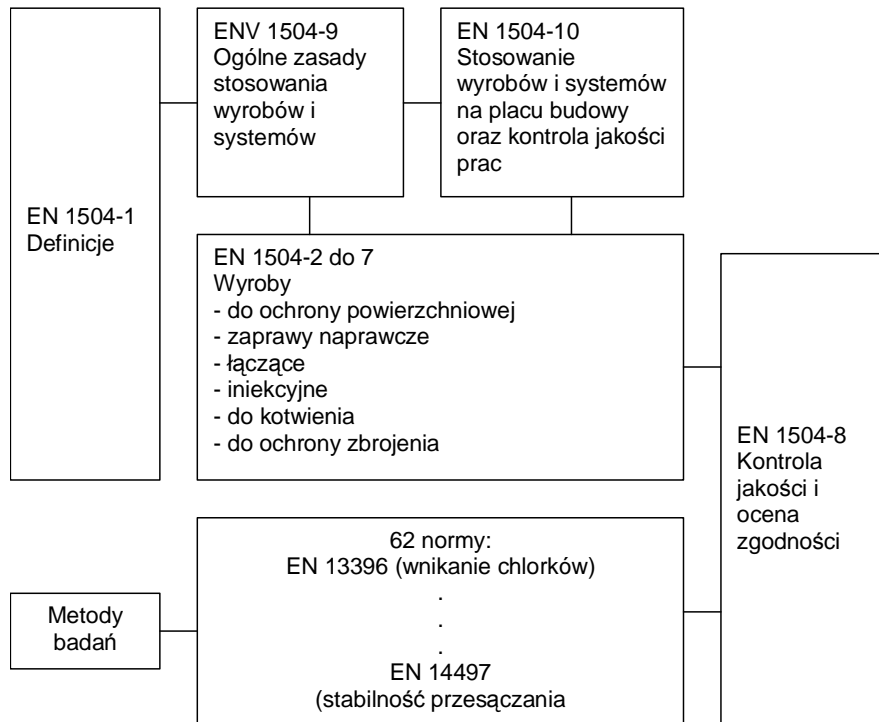 EN 1504-1
Definicje
ENV 1504-9
Ogólne zasady
stosowania
wyrobów i
systemów
EN 1504-10
Stosowanie
wyrobów i systemów
na placu budowy
oraz kontrola jakości
prac
EN 1504-2 do 7
Wyroby
- do ochrony powierzchniowej
- zaprawy naprawcze
- łączące
- iniekcyjne
- do kotwienia
- do ochrony zbrojenia
EN 1504-8
Kontrola
jakości i
ocena
zgodności
Metody
badań
62 normy:
EN 13396 (wnikanie chlorków)
.
.
.
EN 14497
(stabilność przesączania